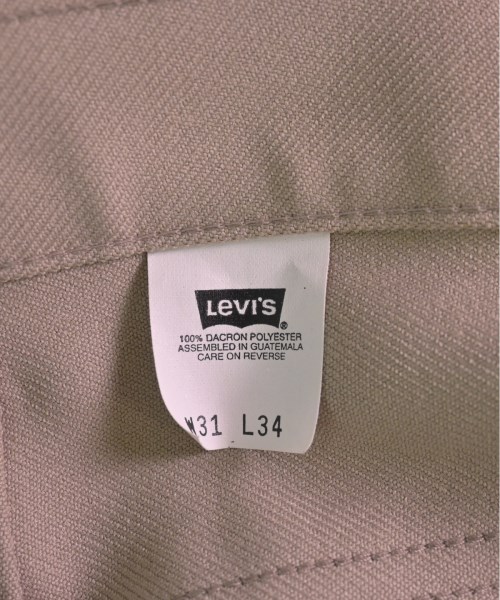 Levi's ®
100% DACRON POLYESTER
ASSEMBLED IN GUATEMALA
CARE ON REVERSE
W31 L34